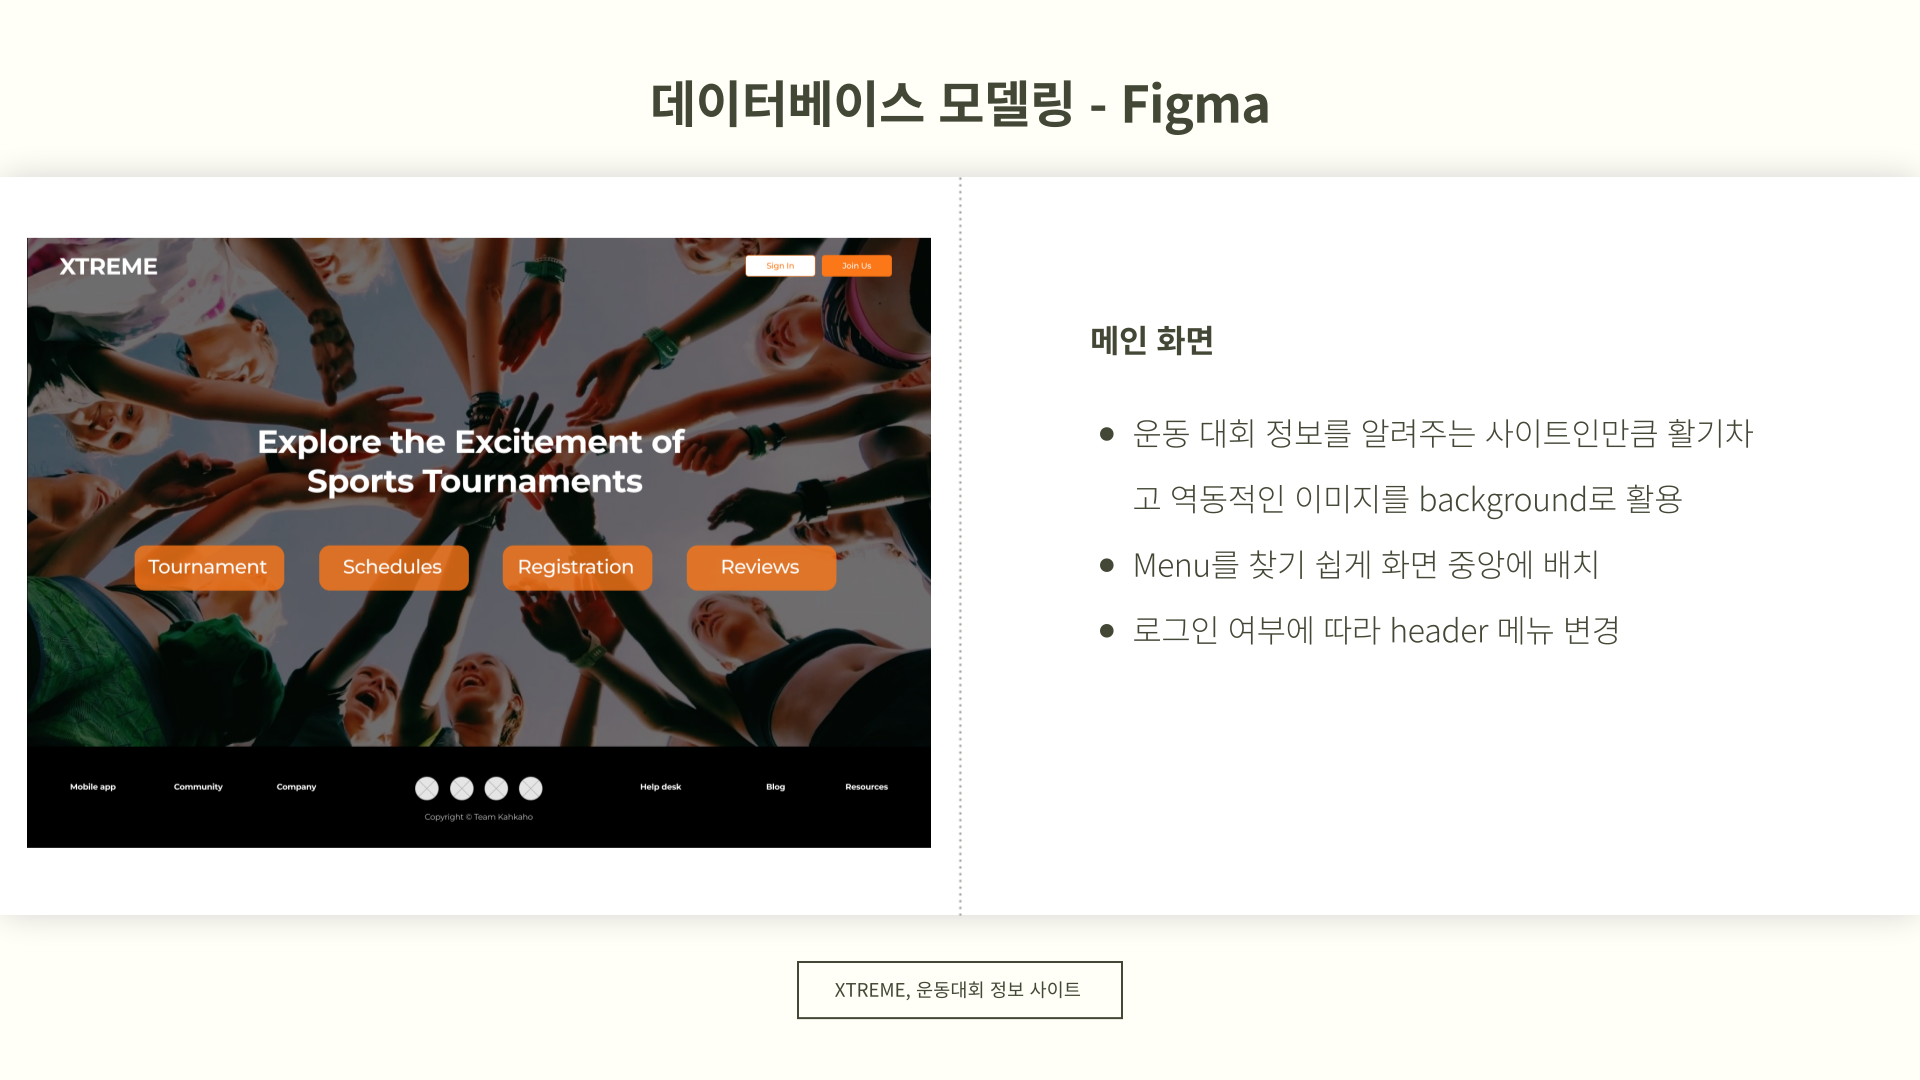 데이터베이스 모델링 - Figma
XTREME
Sign In
Join Us
Explore the Excitement of
Sports Tournaments
Tournament
Schedules
Registration
Reviews
Mobile app
Community
Company
Help desk
Blog
Resources
Copyright © Team Kahkaho
메인 화면
● 운동 대회 정보를 알려주는 사이트인만큼 활기차
고 역동적인 이미지를 background로 활용
● Menu를 찾기 쉽게 화면 중앙에 배치
● 로그인 여부에 따라 header 메뉴 변경
XTREME, 운동대회 정보 사이트